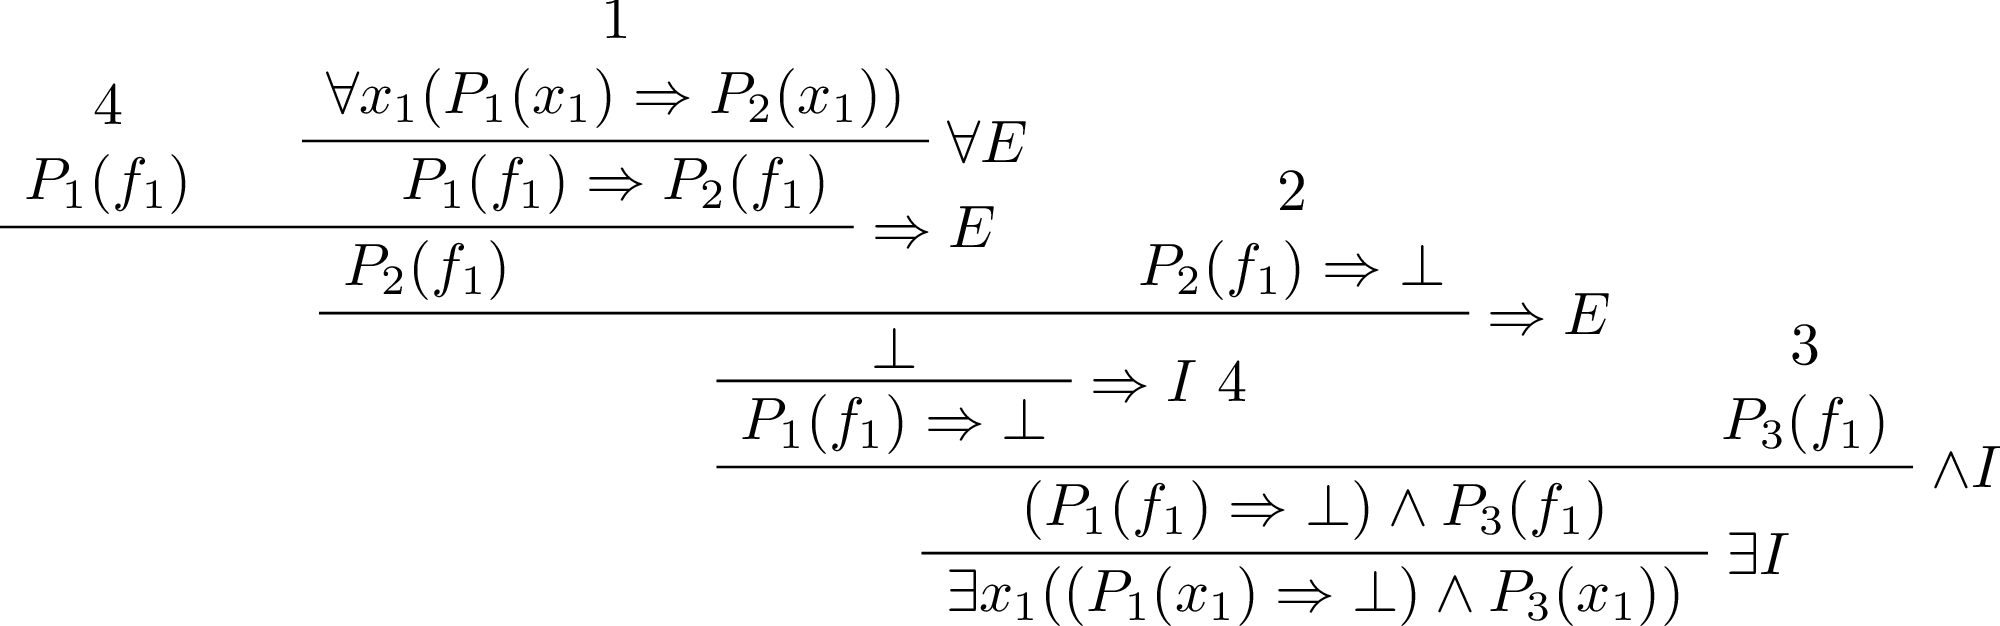 1
4 ∀x₁(P₁(x₁) ⇒ P₂(x₁)) ∀E
P₁(f₁) P₁(f₁) ⇒ P₂(f₁) ⇒ E 2
P₂(f₁) P₂(f₁) ⇒ ⊥ ⇒ E 3
⊥ ⇒ I 4
P₁(f₁) ⇒ ⊥ P₃(f₁) ∧I
(P₁(f₁) ⇒ ⊥) ∧ P₃(f₁) ∃I
∃x₁((P₁(x₁) ⇒ ⊥) ∧ P₃(x₁))